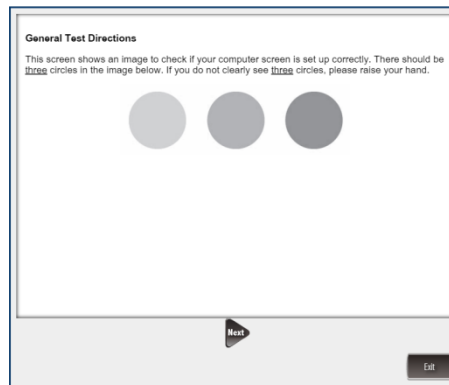 General Test Directions
This screen shows an image to check if your computer screen is set up correctly. There should be
three circles in the image below. If you do not clearly see three circles, please raise your hand.
Next
Exit